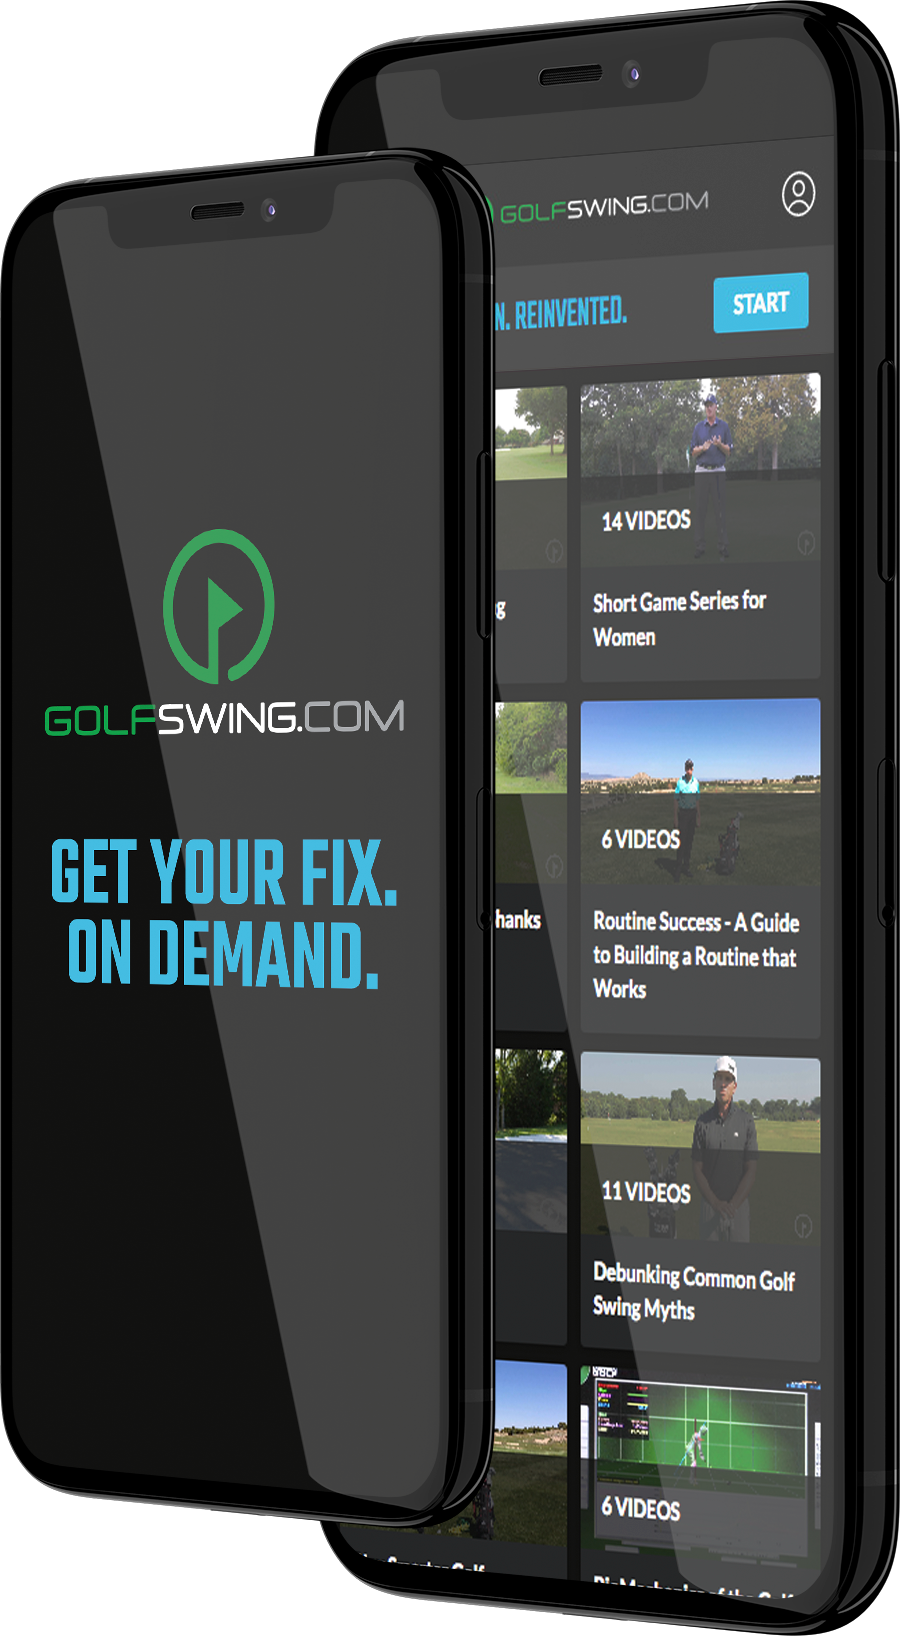 GOLFSWING.COM
GET YOUR FIX.
ON DEMAND.
GOLFSWING.COM
N. REINVENTED.
START
14 VIDEOS
Short Game Series for
Women
6 VIDEOS
hanks
Routine Success - A Guide
to Building a Routine that
Works
11 VIDEOS
Debunking Common Golf
Swing Myths
6 VIDEOS